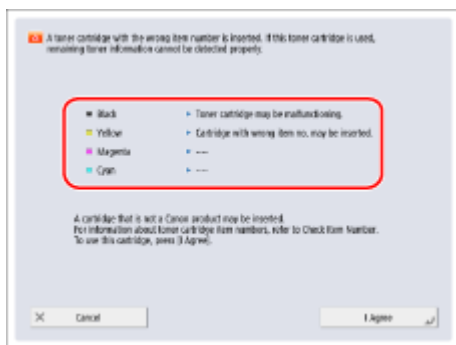 A toner cartridge with the wrong item number is inserted. If this toner cartridge is used,
remaining toner information cannot be detected properly.
Black ▸ Toner cartridge may be malfunctioning.
Yellow ▸ Cartridge with wrong item no. may be inserted.
Magenta ▸ ----
Cyan ▸ ----
A cartridge that is not a Canon product may be inserted.
For information about toner cartridge item numbers, refer to Check Item Number.
To use this cartridge, press [I Agree].
Cancel
I Agree